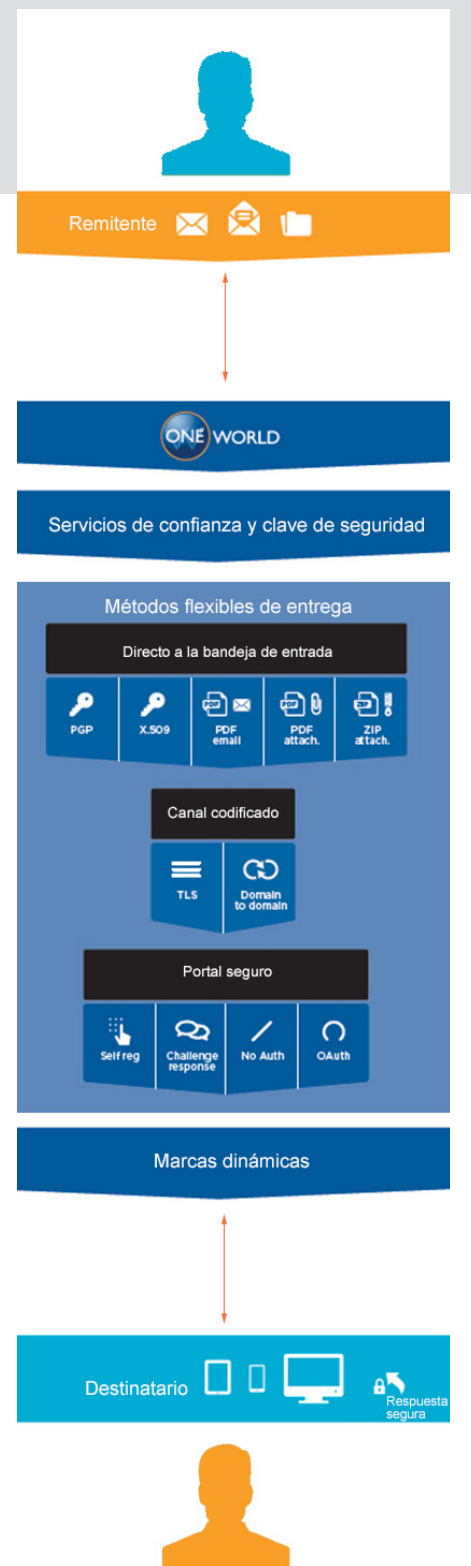 Remitente
ONE WORLD
Servicios de confianza y clave de seguridad
Métodos flexibles de entrega
Directo a la bandeja de entrada
PGP
X.509
PDF
PDF
email
PDF
PDF
attach.
ZIP
attach.
Canal codificado
TLS
Domain
to domain
Portal seguro
Self reg
Challenge
response
No Auth
OAuth
Marcas dinámicas
Destinatario
Respuesta
segura